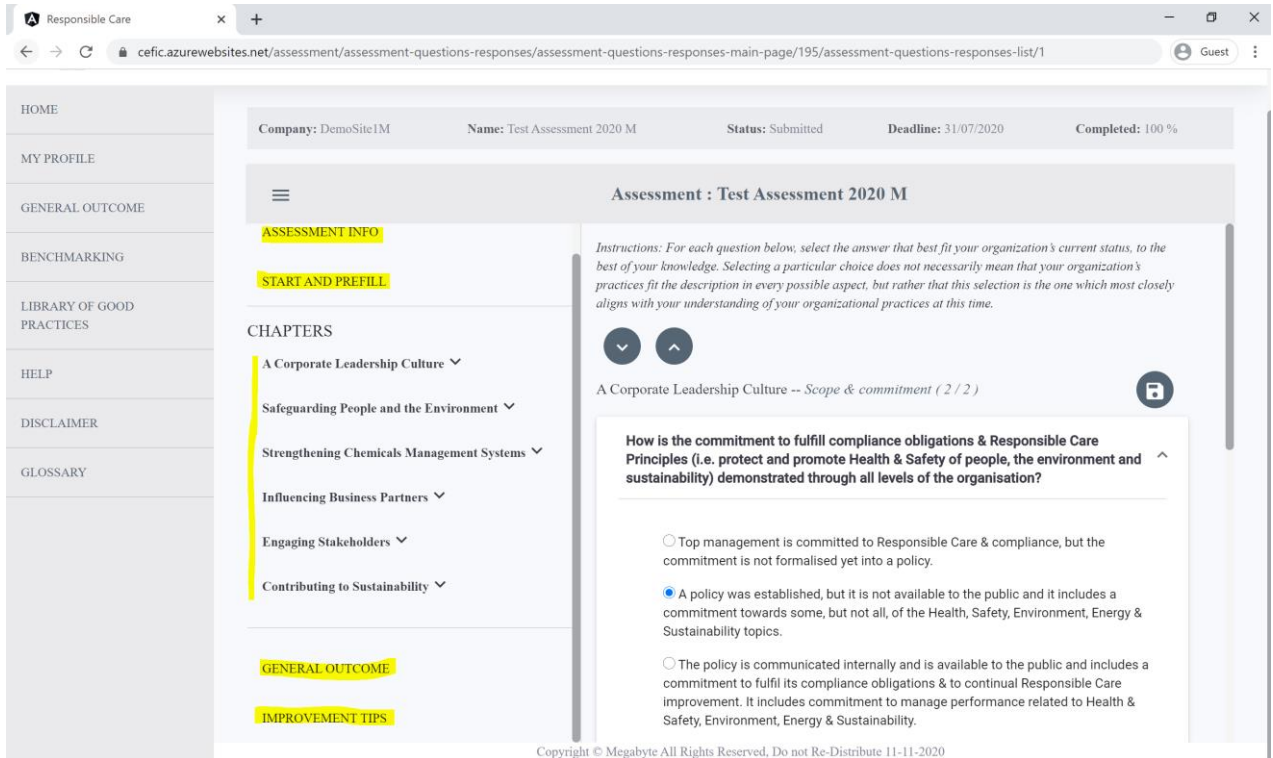 Responsible Care
cefic.azurewebsites.net/assessment/assessment-questions-responses/assessment-questions-responses-main-page/195/assessment-questions-responses-list/1
Guest
HOME
MY PROFILE
GENERAL OUTCOME
BENCHMARKING
LIBRARY OF GOOD
PRACTICES
HELP
DISCLAIMER
GLOSSARY
Company: DemoSite1M Name: Test Assessment 2020 M Status: Submitted Deadline: 31/07/2020 Completed: 100 %
Assessment : Test Assessment 2020 M
ASSESSMENT INFO
START AND PREFILL
CHAPTERS
A Corporate Leadership Culture
Safeguarding People and the Environment
Strengthening Chemicals Management Systems
Influencing Business Partners
Engaging Stakeholders
Contributing to Sustainability
GENERAL OUTCOME
IMPROVEMENT TIPS
Instructions: For each question below, select the answer that best fit your organization's current status, to the
best of your knowledge. Selecting a particular choice does not necessarily mean that your organization's
practices fit the description in every possible aspect, but rather that this selection is the one which most closely
aligns with your understanding of your organizational practices at this time.
A Corporate Leadership Culture -- Scope & commitment ( 2 / 2 )
How is the commitment to fulfill compliance obligations & Responsible Care
Principles (i.e. protect and promote Health & Safety of people, the environment and
sustainability) demonstrated through all levels of the organisation?
Top management is committed to Responsible Care & compliance, but the
commitment is not formalised yet into a policy.
A policy was established, but it is not available to the public and it includes a
commitment towards some, but not all, of the Health, Safety, Environment, Energy &
Sustainability topics.
The policy is communicated internally and is available to the public and includes a
commitment to fulfil its compliance obligations & to continual Responsible Care
improvement. It includes commitment to manage performance related to Health &
Safety, Environment, Energy & Sustainability.
Copyright © Megabyte All Rights Reserved, Do not Re-Distribute 11-11-2020